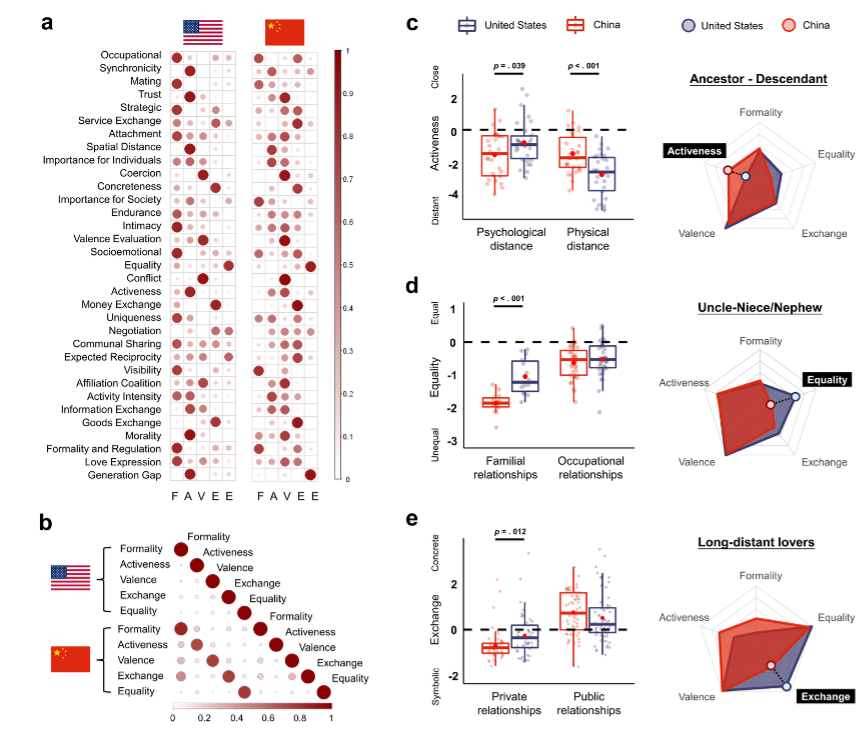 a
Occupational
Synchronicity
Mating
Trust
Strategic
Service Exchange
Attachment
Spatial Distance
Importance for Individuals
Coercion
Concreteness
Importance for Society
Endurance
Intimacy
Valence Evaluation
Socioemotional
Equality
Conflict
Activeness
Money Exchange
Uniqueness
Negotiation
Communal Sharing
Expected Reciprocity
Visibility
Affiliation Coalition
Activity Intensity
Information Exchange
Goods Exchange
Morality
Formality and Regulation
Love Expression
Generation Gap
F A V E E
F A V E E
1
0.9
0.8
0.7
0.6
0.5
0.4
0.3
0.2
0.1
0
b
Formality
Activeness
Valence
Exchange
Equality
Formality
Activeness
Valence
Exchange
Equality
Formality
Activeness
Valence
Exchange
Equality
Formality
Activeness
Valence
Exchange
Equality
0 0.2 0.4 0.6 0.8 1
c
United States China
United States China
Close
Activeness
Distant
2
0
-2
-4
p = .039
p < .001
Psychological
distance
Physical
distance
Ancestor - Descendant
Formality
Activeness
Equality
Valence
Exchange
d
Equal
Equality
Unequal
1
0
-1
-2
-3
p < .001
Familial
relationships
Occupational
relationships
Uncle-Niece/Nephew
Formality
Activeness
Equality
Valence
Exchange
e
Concrete
Exchange
Symbolic
2
0
-2
p = .012
Private
relationships
Public
relationships
Long-distant lovers
Formality
Activeness
Equality
Valence
Exchange